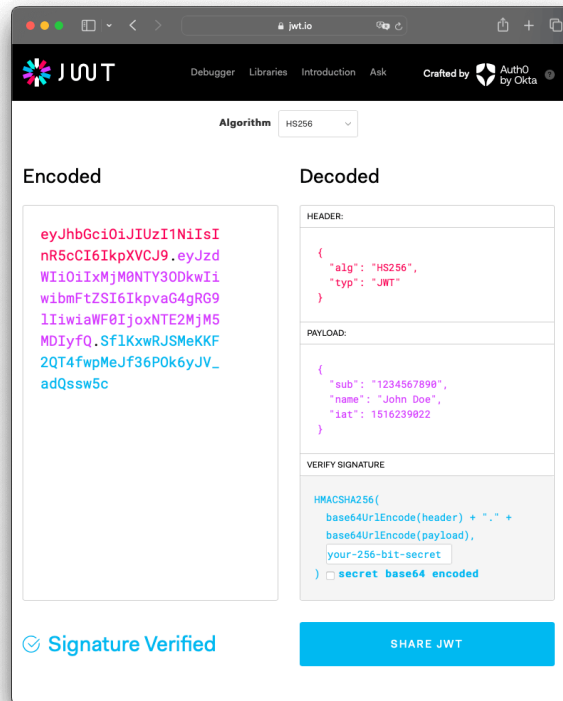 jwt.io
JWT
Debugger Libraries Introduction Ask
Crafted by
Auth0
by Okta
?
Algorithm HS256
Encoded
Decoded
eyJhbGciOiJIUzI1NiIsI
nR5cCI6IkpXVCJ9.eyJzd
WIiOiIxMjM0NTY3ODkwIi
wibmFtZSI6IkpvaG4gRG9
lIiwiaWF0IjoxNTE2MjM5
MDIyfQ.SflKxwRJSMeKKF
2QT4fwpMeJf36POk6yJV_
adQssw5c
HEADER:
{
"alg": "HS256",
"typ": "JWT"
}
PAYLOAD:
{
"sub": "1234567890",
"name": "John Doe",
"iat": 1516239022
}
VERIFY SIGNATURE
HMACSHA256(
base64UrlEncode(header) + "." +
base64UrlEncode(payload),
your-256-bit-secret
) secret base64 encoded
Signature Verified
SHARE JWT